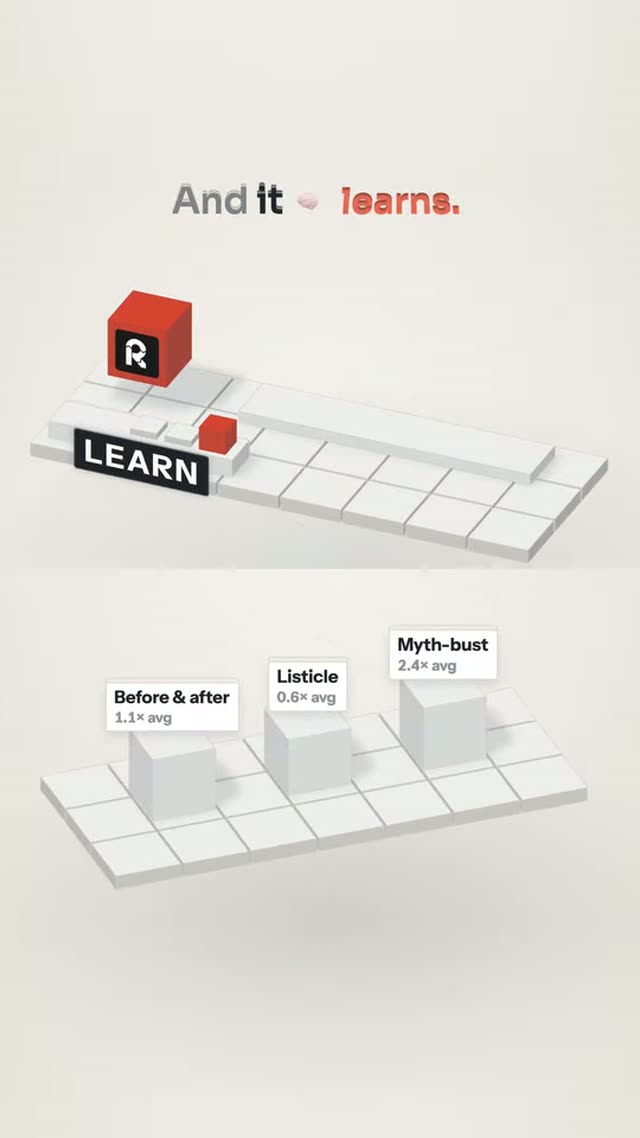 And it 🧠 learns.
R
LEARN
Myth-bust
2.4× avg
Listicle
0.6× avg
Before & after
1.1× avg